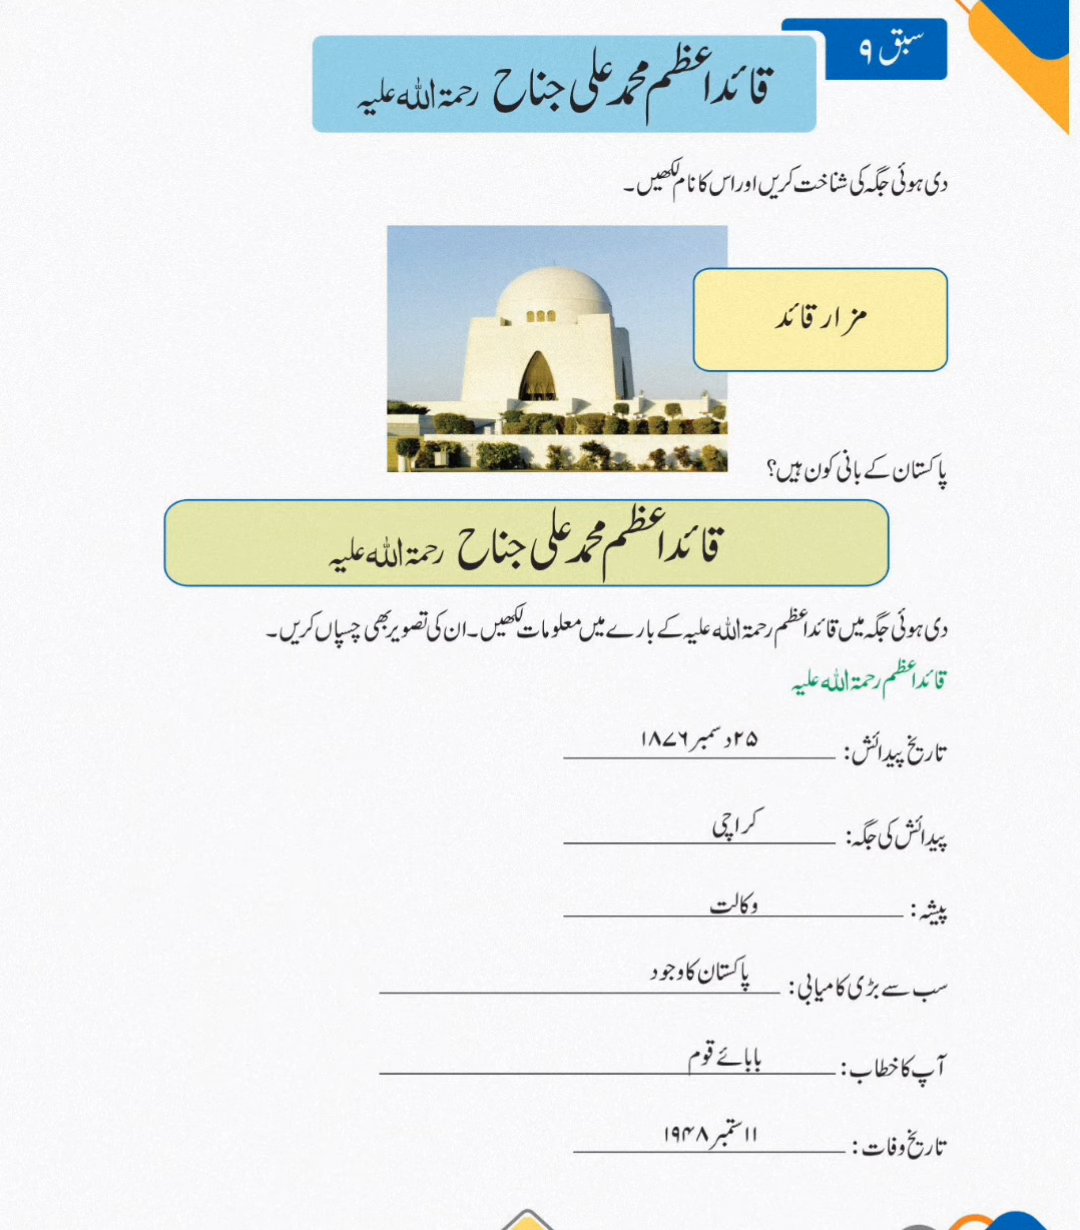 سبق ۹
قائداعظم محمد علی جناح رحمۃ اللہ علیہ
دی ہوئی جگہ کی شناخت کریں اور اس کا نام لکھیں۔
مزار قائد
پاکستان کے بانی کون ہیں؟
قائداعظم محمد علی جناح رحمۃ اللہ علیہ
دی ہوئی جگہ میں قائداعظم رحمۃ اللہ علیہ کے بارے میں معلومات لکھیں۔ ان کی تصویر بھی چسپاں کریں۔
قائداعظم رحمۃ اللہ علیہ
تاریخ پیدائش: ۲۵ دسمبر ۱۸۷۶
پیدائش کی جگہ: کراچی
پیشہ: وکالت
سب سے بڑی کامیابی: پاکستان کا وجود
آپ کا خطاب: بابائے قوم
تاریخ وفات: ۱۱ ستمبر ۱۹۴۸